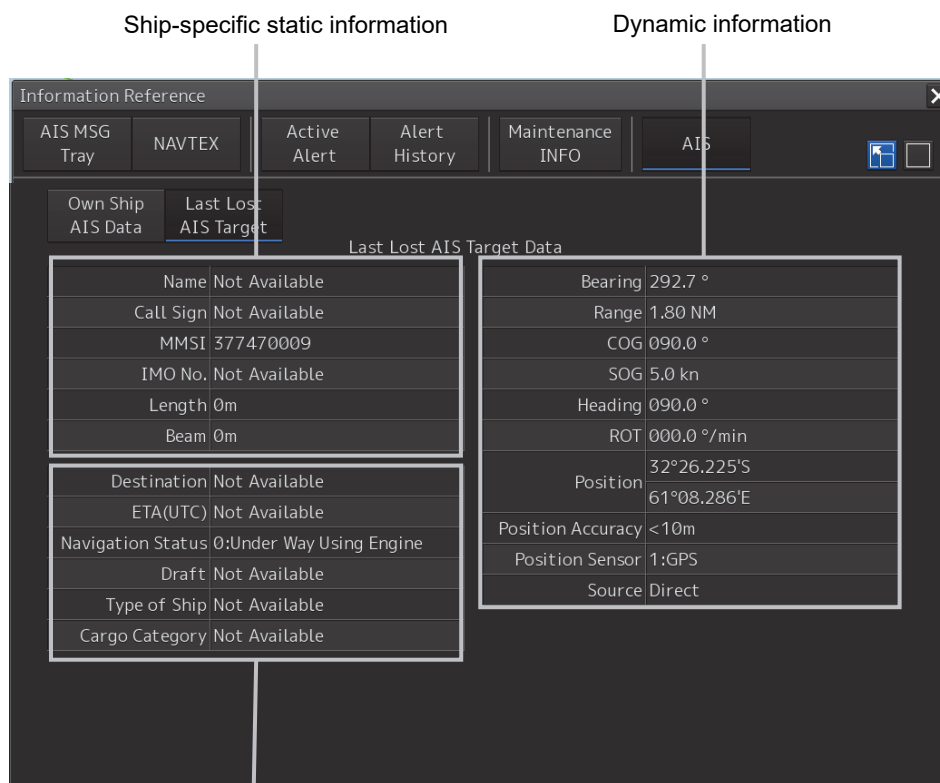 Ship-specific static information
Dynamic information
Information Reference
AIS MSG Tray
NAVTEX
Active Alert
Alert History
Maintenance INFO
AIS
Own Ship AIS Data
Last Lost AIS Target
Last Lost AIS Target Data
Name Not Available
Call Sign Not Available
MMSI 377470009
IMO No. Not Available
Length 0m
Beam 0m
Destination Not Available
ETA(UTC) Not Available
Navigation Status 0:Under Way Using Engine
Draft Not Available
Type of Ship Not Available
Cargo Category Not Available
Bearing 292.7 °
Range 1.80 NM
COG 090.0 °
SOG 5.0 kn
Heading 090.0 °
ROT 000.0 °/min
Position 32°26.225'S
61°08.286'E
Position Accuracy <10m
Position Sensor 1:GPS
Source Direct